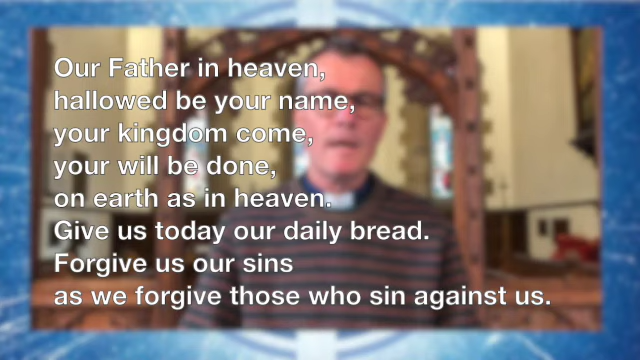 Our Father in heaven,
hallowed be your name,
your kingdom come,
your will be done,
on earth as in heaven.
Give us today our daily bread.
Forgive us our sins
as we forgive those who sin against us.